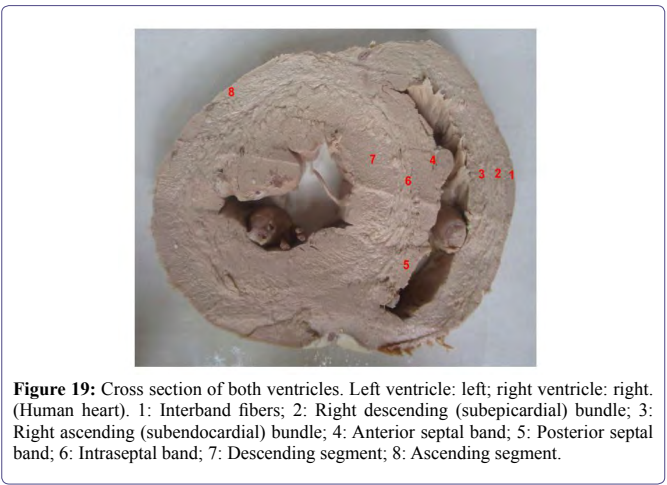 8
7
4
6
3 2 1
5
Figure 19: Cross section of both ventricles. Left ventricle: left; right ventricle: right.
(Human heart). 1: Interband fibers; 2: Right descending (subepicardial) bundle; 3:
Right ascending (subendocardial) bundle; 4: Anterior septal band; 5: Posterior septal
band; 6: Intraseptal band; 7: Descending segment; 8: Ascending segment.